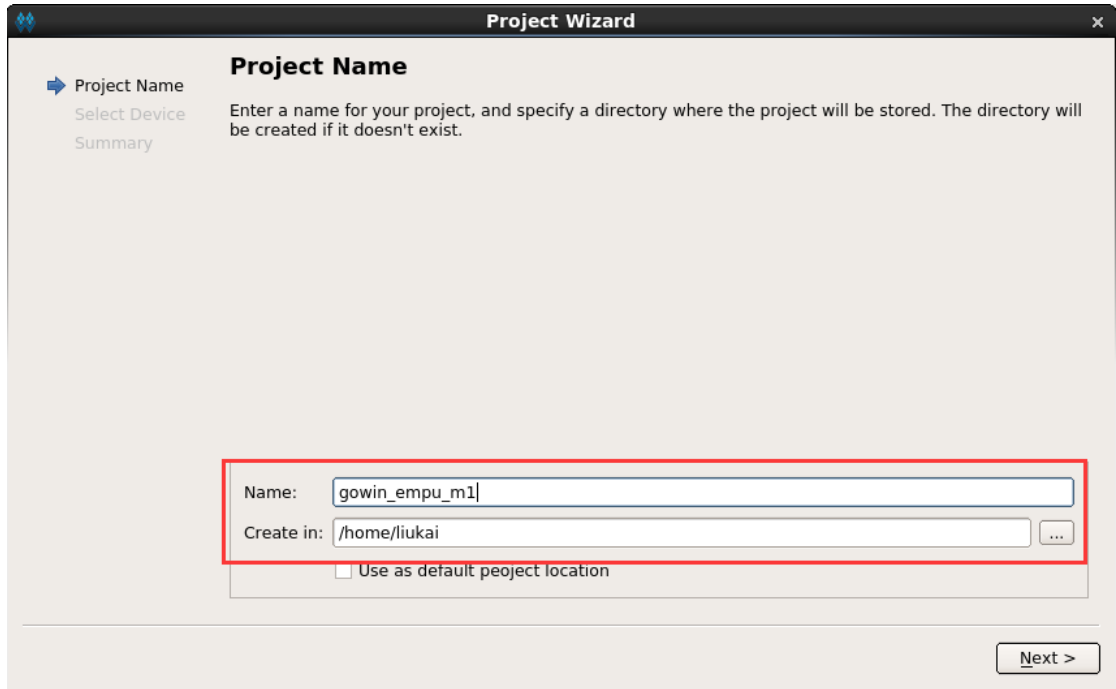 Project Wizard
Project Name
Select Device
Summary
Project Name
Enter a name for your project, and specify a directory where the project will be stored. The directory will
be created if it doesn't exist.
Name: gowin_empu_m1
Create in: /home/liukai ...
Use as default peoject location
Next >